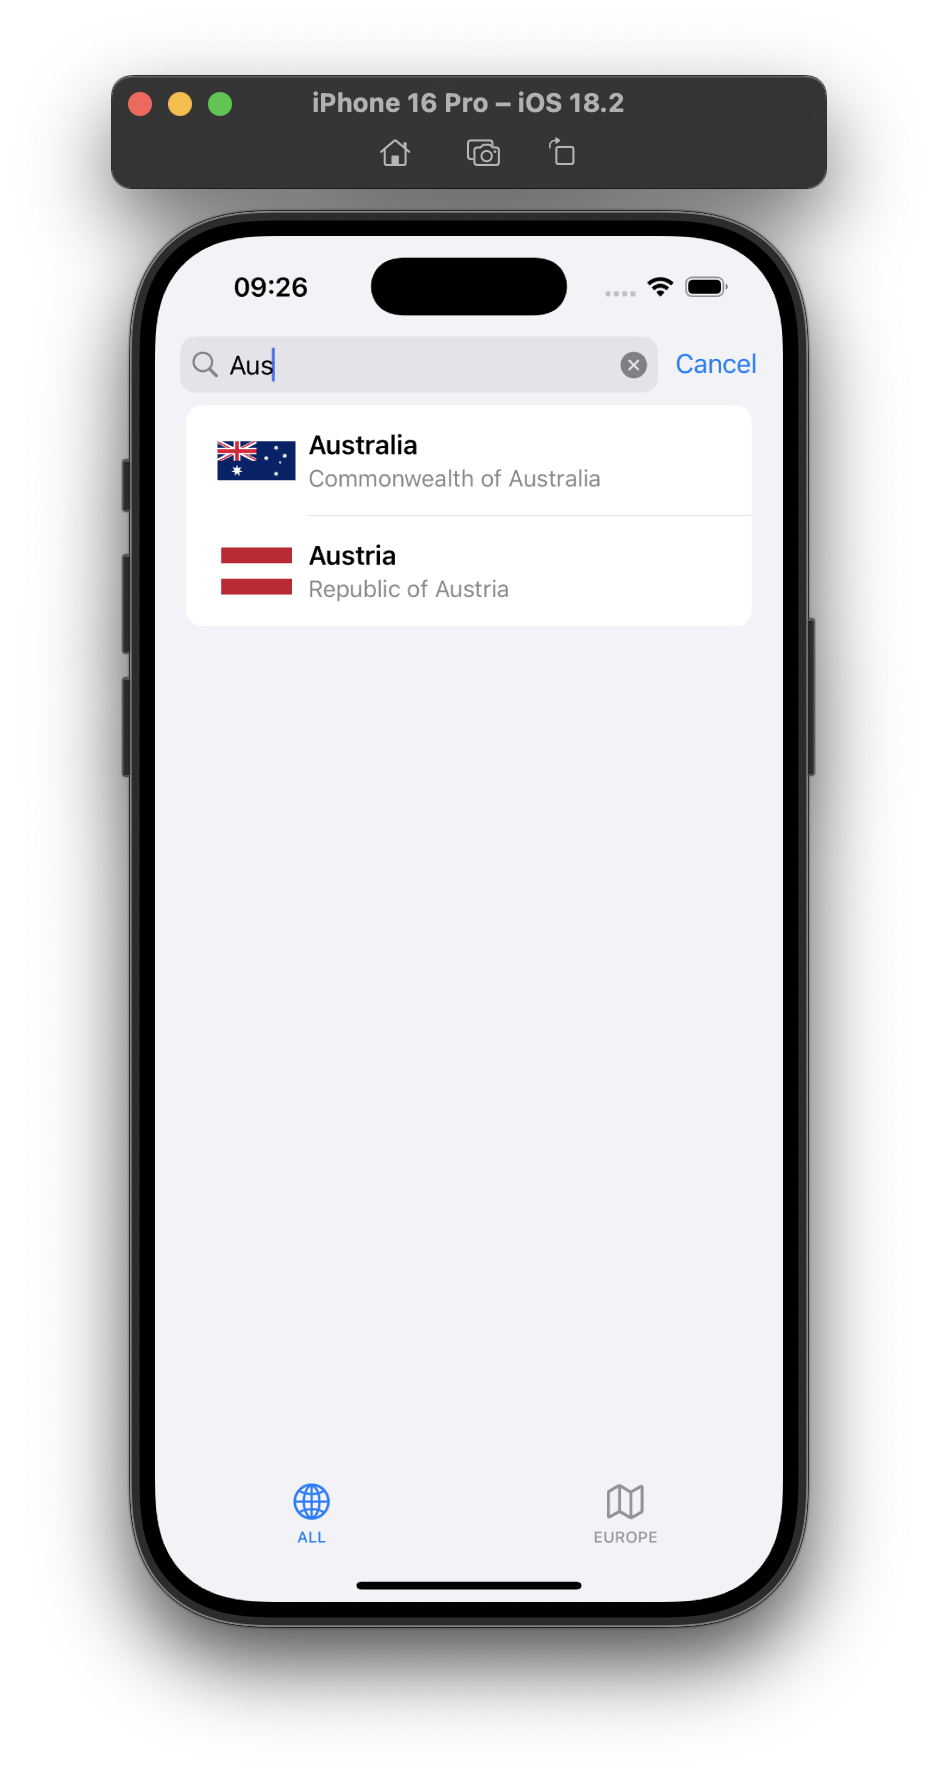 iPhone 16 Pro – iOS 18.2
09:26
Aus
Cancel
Australia
Commonwealth of Australia
Austria
Republic of Austria
ALL
EUROPE